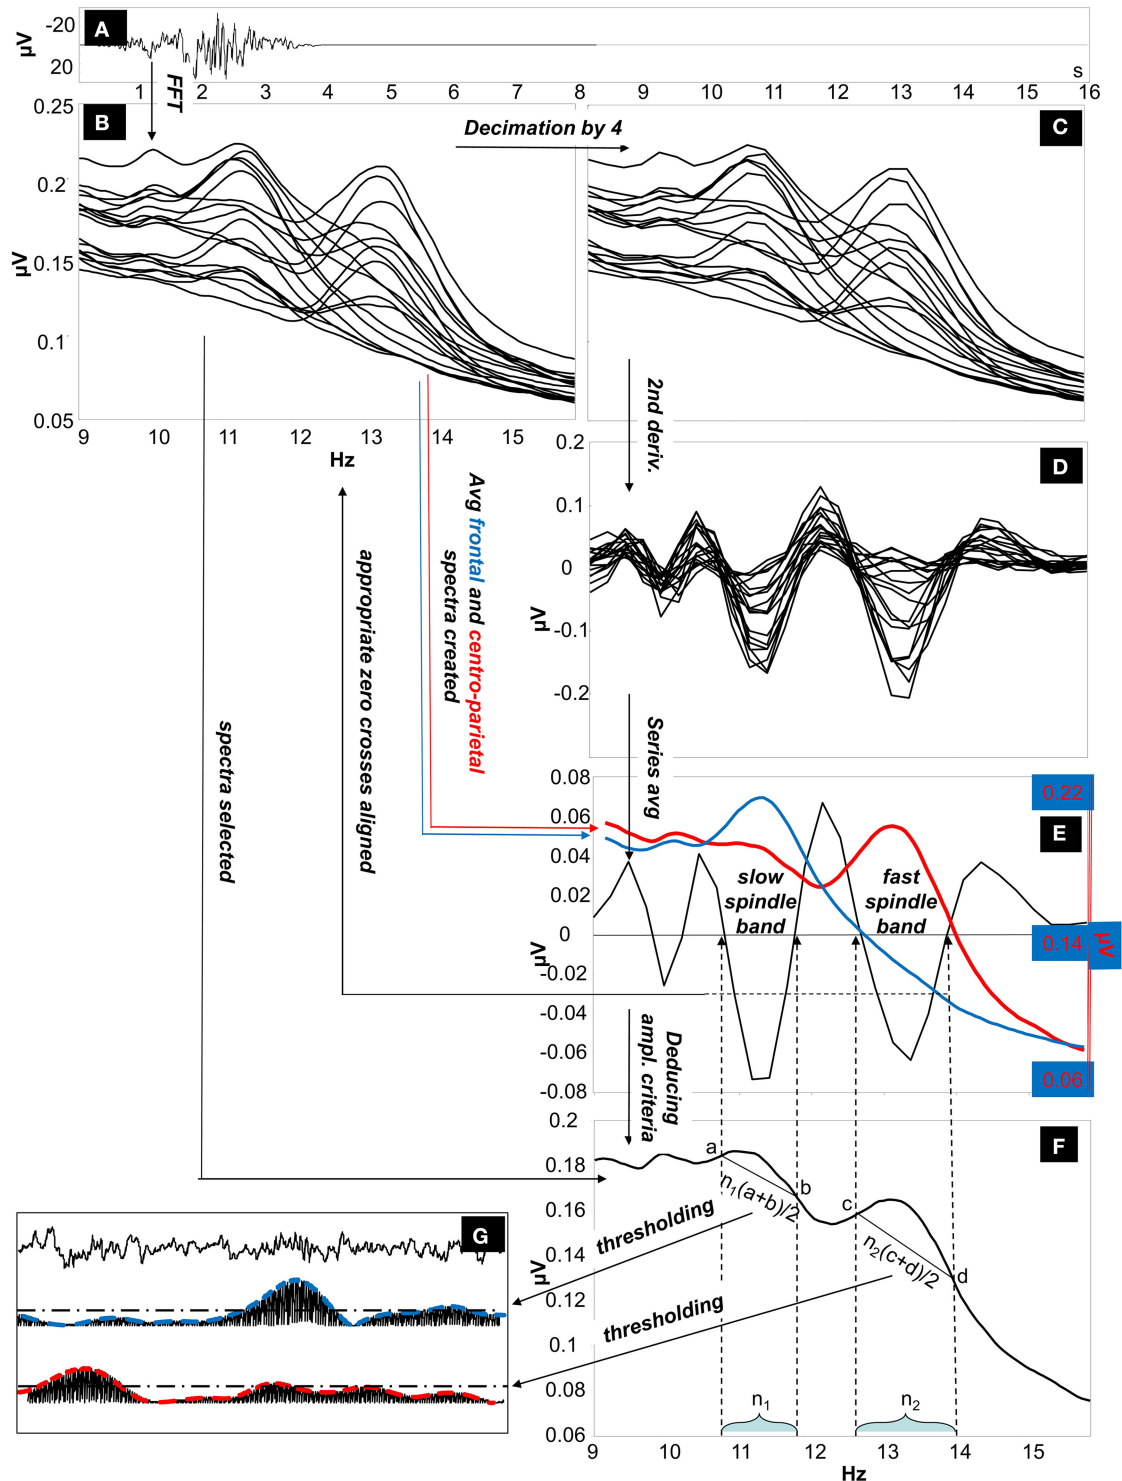 A
-20
µV
20
s
1 2 3 4 5 6 7 8 9 10 11 12 13 14 15 16
FFT
B
0.25
0.2
µV
0.15
0.1
0.05
9 10 11 12 13 14 15
Hz
Decimation by 4
C
2nd deriv.
D
0.2
0.1
0
µV
-0.1
-0.2
Avg frontal and centro-parietal
spectra created
appropriate zero crosses aligned
spectra selected
Series avg
E
0.08
0.06
0.04
0.02
0
µV
-0.02
-0.04
-0.06
-0.08
0.22
0.14
µV
0.06
slow
spindle
band
fast
spindle
band
Deducing
ampl. criteria
F
0.2
0.18
0.16
0.14
µV
0.12
0.1
0.08
0.06
a
b
n1(a+b)/2
c
d
n2(c+d)/2
n1
n2
9 10 11 12 13 14 15
Hz
thresholding
thresholding
G